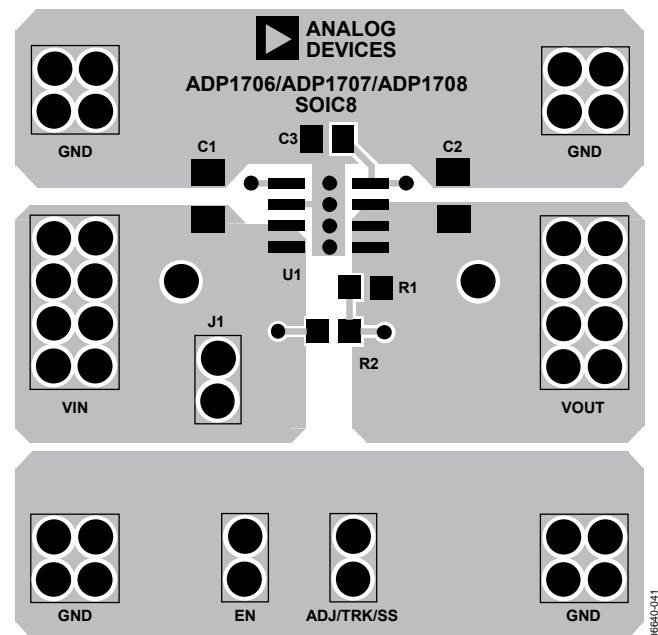 ANALOG
DEVICES
ADP1706/ADP1707/ADP1708
SOIC8
GND
C1
C3
C2
GND
U1
R1
J1
R2
VIN
VOUT
GND
EN
ADJ/TRK/SS
GND
06640-041